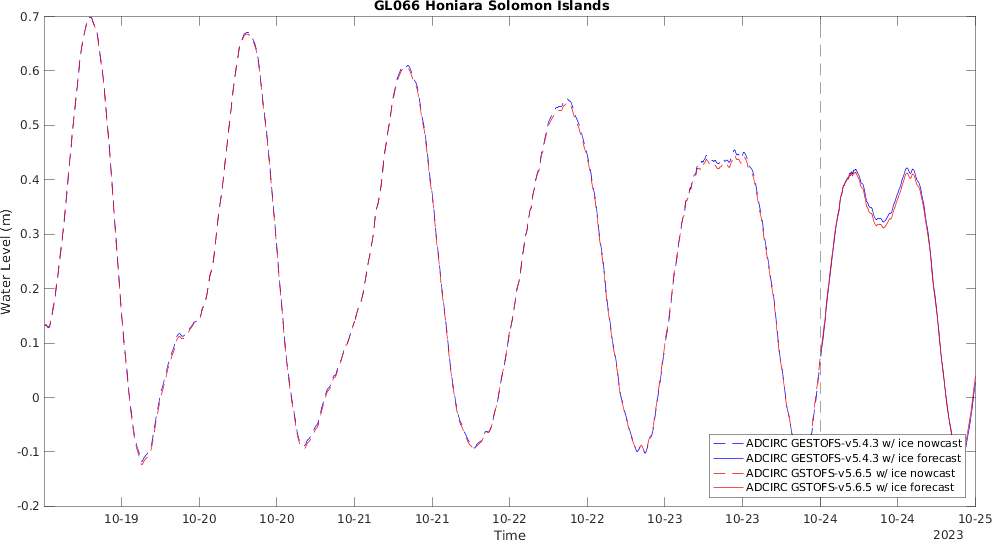 GL066 Honiara Solomon Islands
Water Level (m)
0.7
0.6
0.5
0.4
0.3
0.2
0.1
0
-0.1
-0.2
ADCIRC GESTOFS-v5.4.3 w/ ice nowcast
ADCIRC GESTOFS-v5.4.3 w/ ice forecast
ADCIRC GSTOFS-v5.6.5 w/ ice nowcast
ADCIRC GSTOFS-v5.6.5 w/ ice forecast
10-19 10-20 10-20 10-21 10-21 10-22 10-22 10-23 10-23 10-24 10-24 10-25
Time
2023